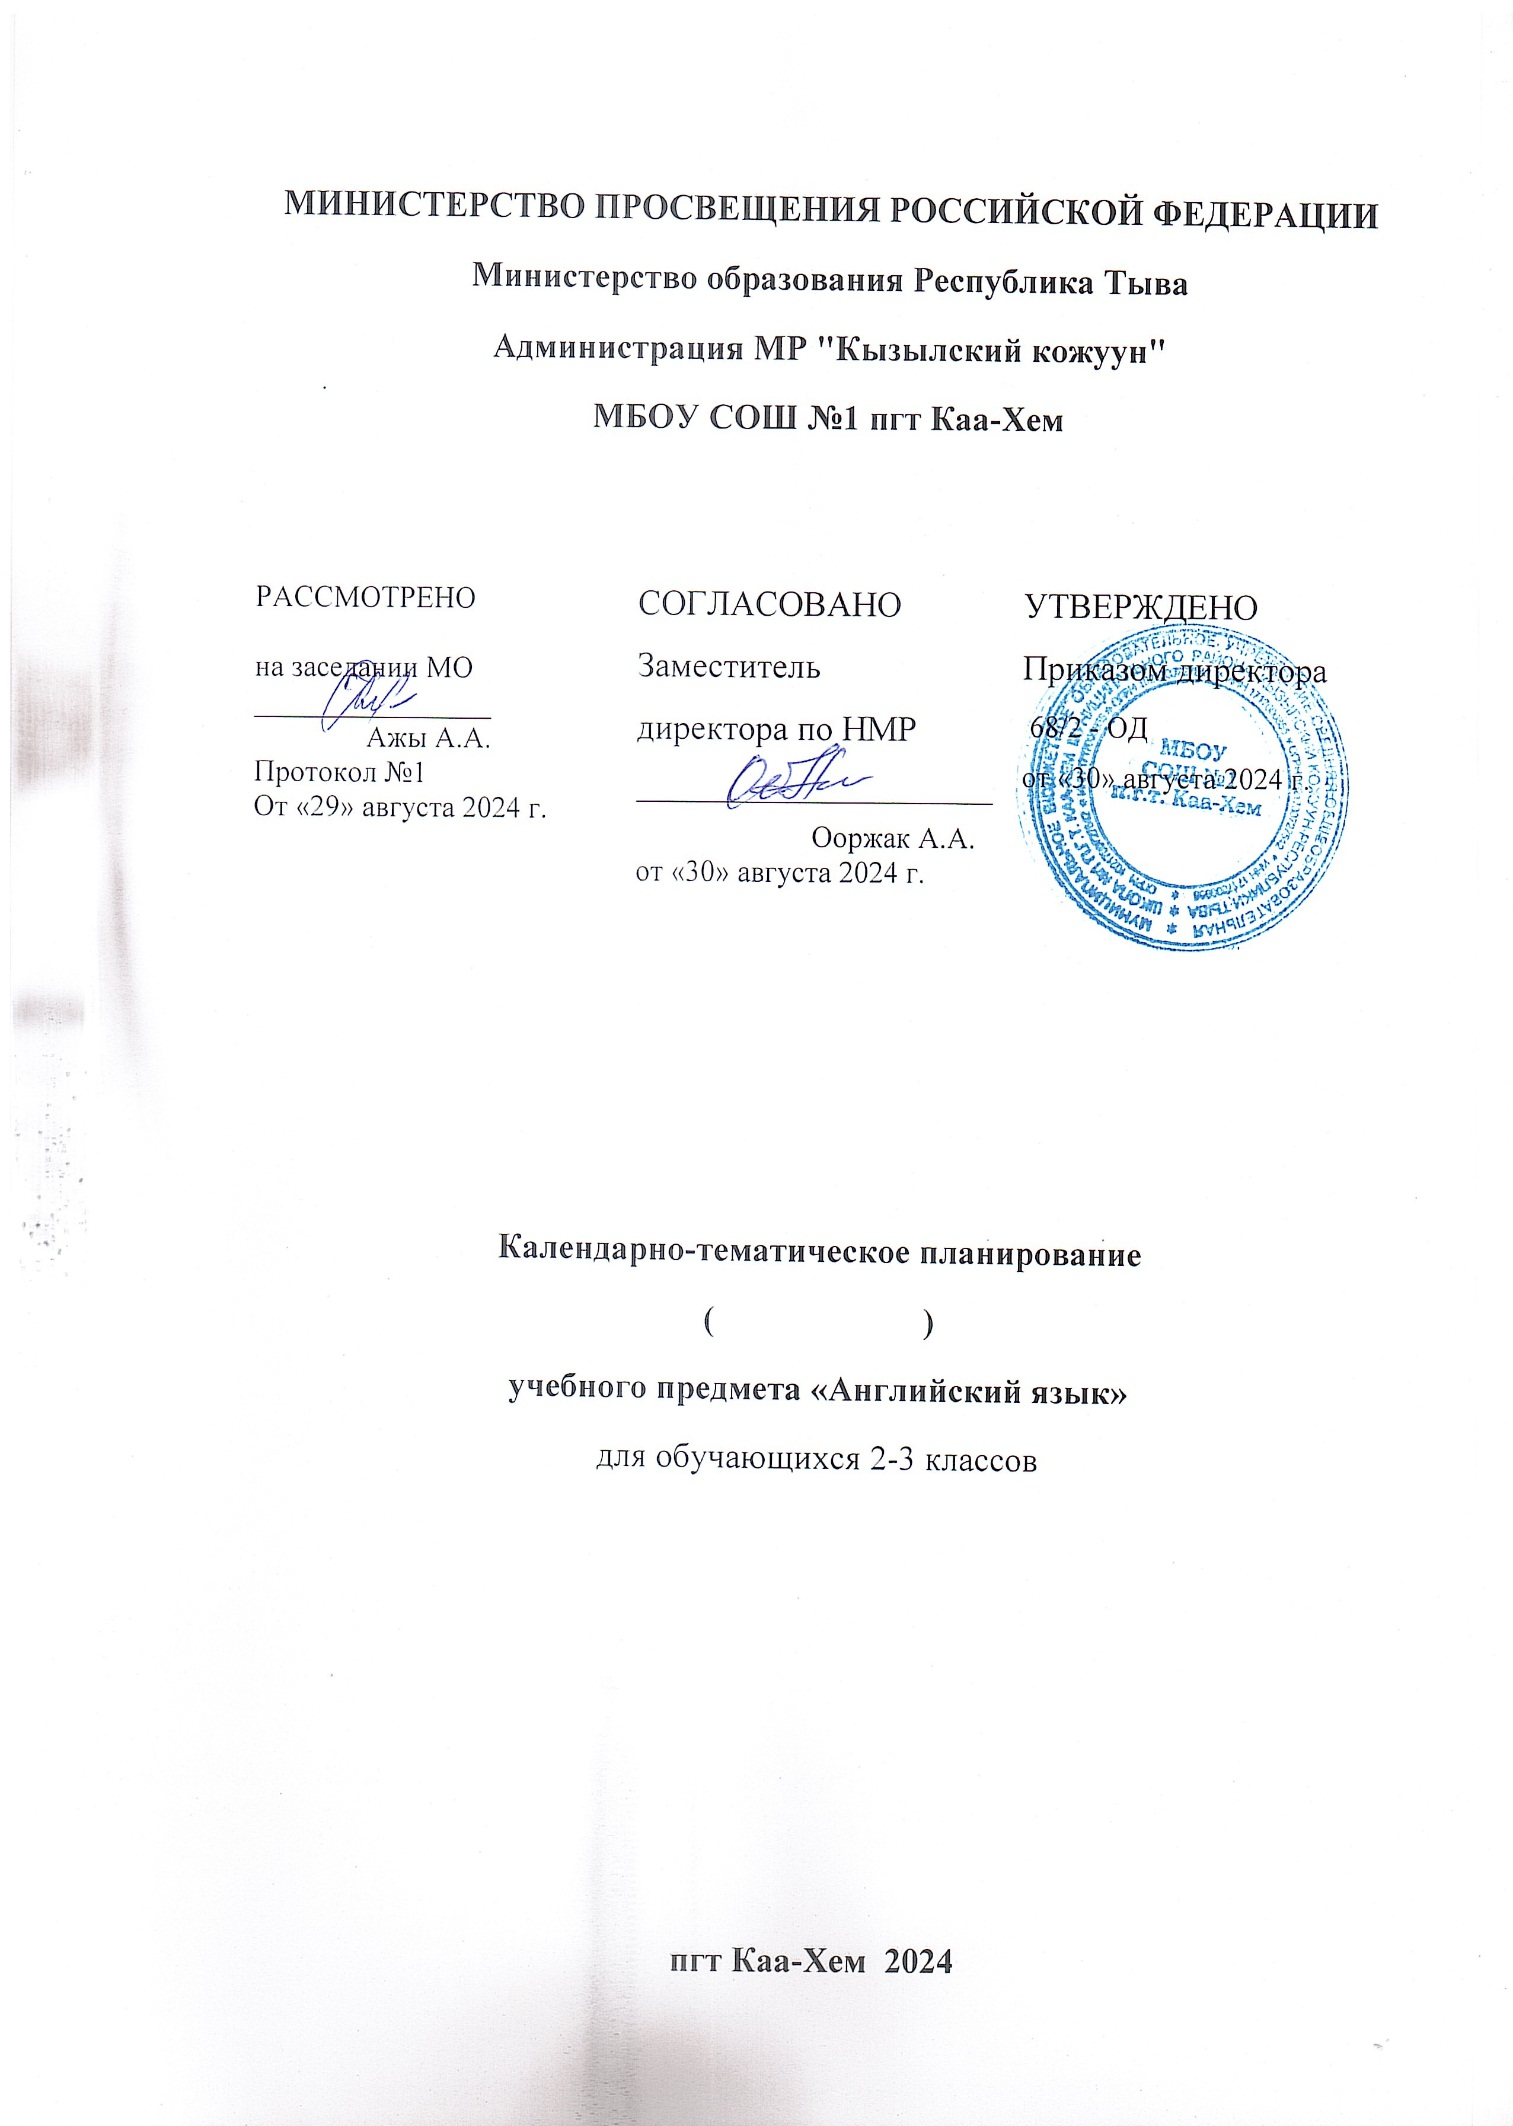 МИНИСТЕРСТВО ПРОСВЕЩЕНИЯ РОССИЙСКОЙ ФЕДЕРАЦИИ
Министерство образования Республика Тыва
Администрация МР "Кызылский кожуун"
МБОУ СОШ №1 пгт Каа-Хем
РАССМОТРЕНО
на заседании МО
Ажы А.А.
Протокол №1
От «29» августа 2024 г.
СОГЛАСОВАНО
Заместитель
директора по НМР
Ооржак А.А.
от «30» августа 2024 г.
УТВЕРЖДЕНО
Приказом директора
68/2 - ОД
от «30» августа 2024 г.
МБОУ
СОШ №1
п.г.т. Каа-Хем
Календарно-тематическое планирование
( )
учебного предмета «Английский язык»
для обучающихся 2-3 классов
пгт Каа-Хем 2024